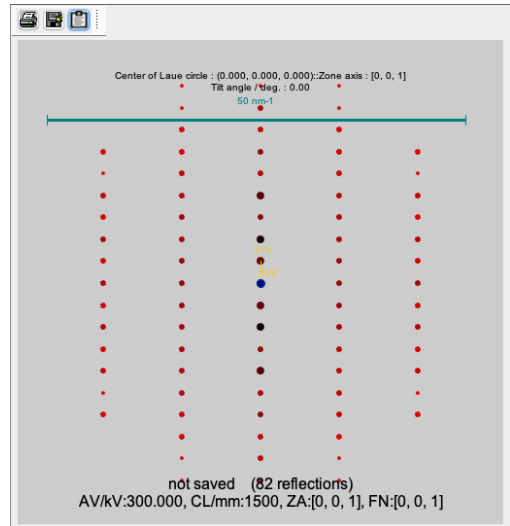 Center of Laue circle : (0.000, 0.000, 0.000)::Zone axis : [0, 0, 1]
Tilt angle / deg. : 0.00
50 nm-1
not saved (82 reflections)
AV/kV:300.000, CL/mm:1500, ZA:[0, 0, 1], FN:[0, 0, 1]